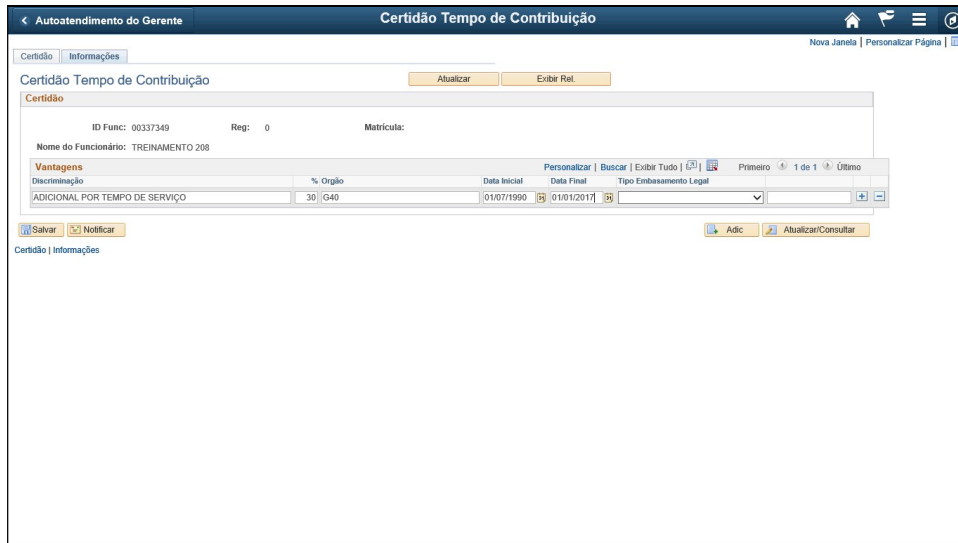 Autoatendimento do Gerente
Certidão Tempo de Contribuição
Nova Janela | Personalizar Página |
Certidão Informações
Certidão Tempo de Contribuição Atualizar Exibir Rel.
Certidão
ID Func: 00337349 Reg: 0 Matrícula:
Nome do Funcionário: TREINAMENTO 208
Vantagens Personalizar | Buscar | Exibir Tudo | | Primeiro 1 de 1 Último
Discriminação % Orgão Data Inicial Data Final Tipo Embasamento Legal
ADICIONAL POR TEMPO DE SERVIÇO 30 G40 01/07/1990 31 01/01/2017 31
Salvar Notificar Adic Atualizar/Consultar
Certidão | Informações